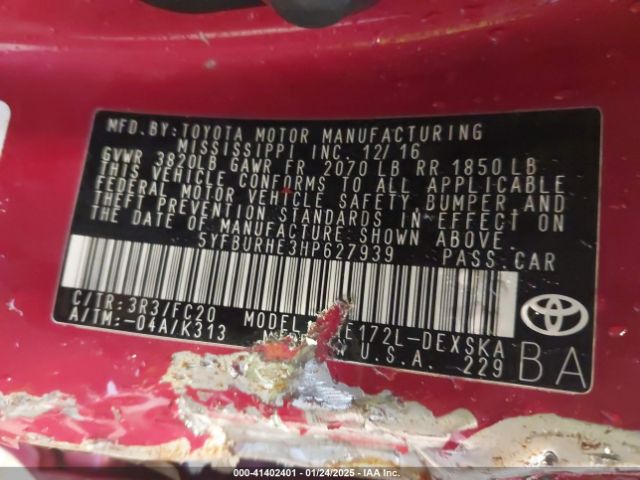 MFD. BY: TOYOTA MOTOR MANUFACTURING
MISSISSIPPI INC. 12/16
GVWR 3820LB GAWR FR 2070 LB RR 1850 LB
THIS VEHICLE CONFORMS TO ALL APPLICABLE
FEDERAL MOTOR VEHICLE SAFETY, BUMPER AND
THEFT PREVENTION STANDARDS IN EFFECT ON
THE DATE OF MANUFACTURE SHOWN ABOVE.
5YFBURHE3HP627939 PASS.CAR
C/TR: 3R3/FC20 MODEL: E172L-DEXSKA
A/TM: -04A/K313 U.S.A. 229
BA
000-41402401 - 01/24/2025 - IAA Inc.